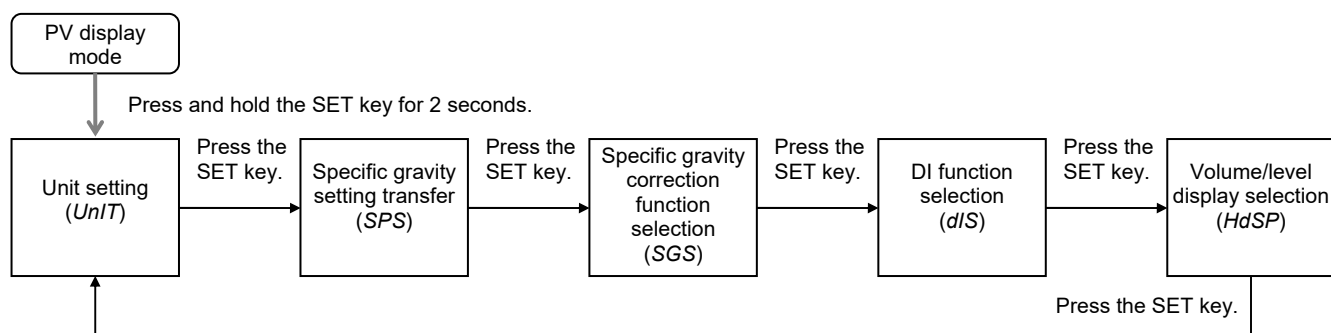 PV display
mode
Press and hold the SET key for 2 seconds.
Unit setting
(UnIT)
Press the
SET key.
Specific gravity
setting transfer
(SPS)
Press the
SET key.
Specific gravity
correction
function
selection
(SGS)
Press the
SET key.
DI function
selection
(dIS)
Press the
SET key.
Volume/level
display selection
(HdSP)
Press the SET key.